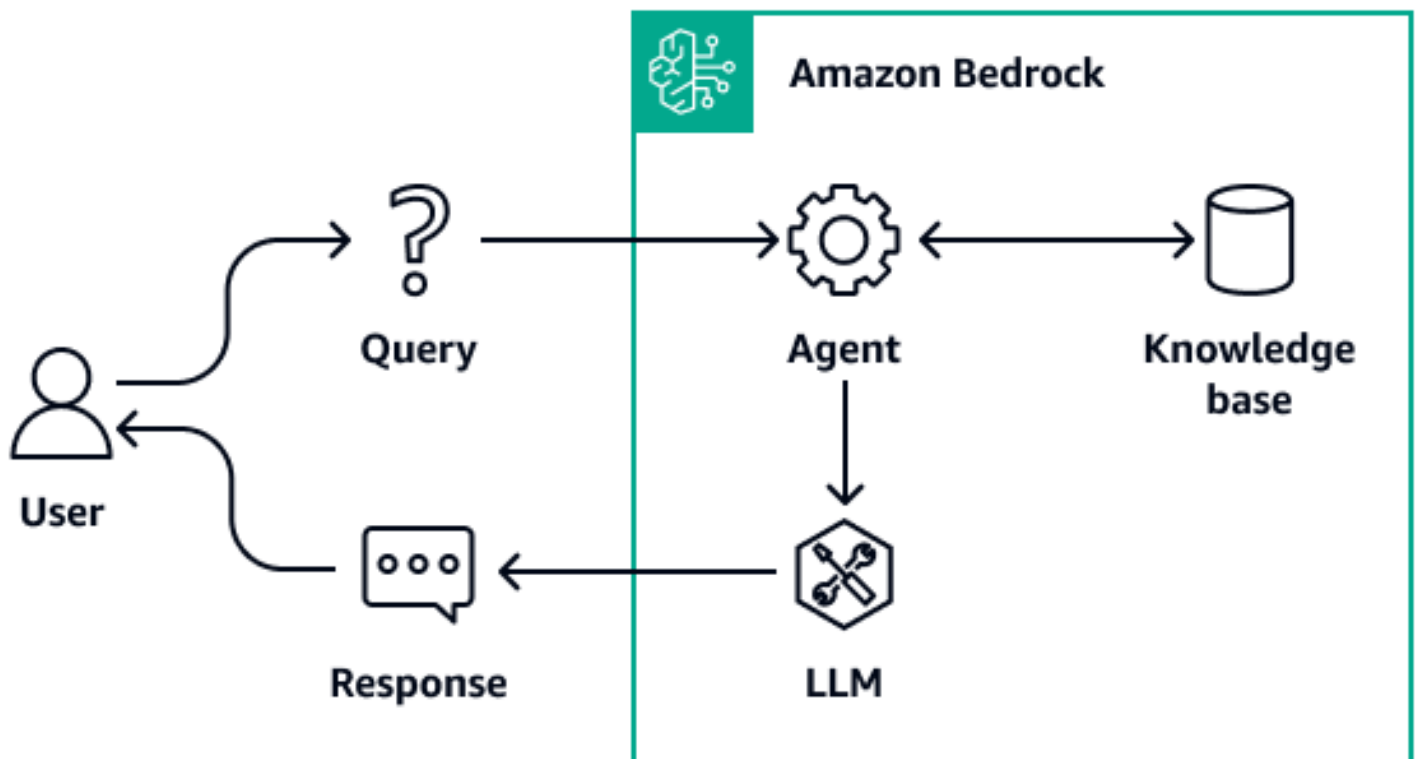 Amazon Bedrock
Query
Agent
Knowledge
base
User
Response
LLM